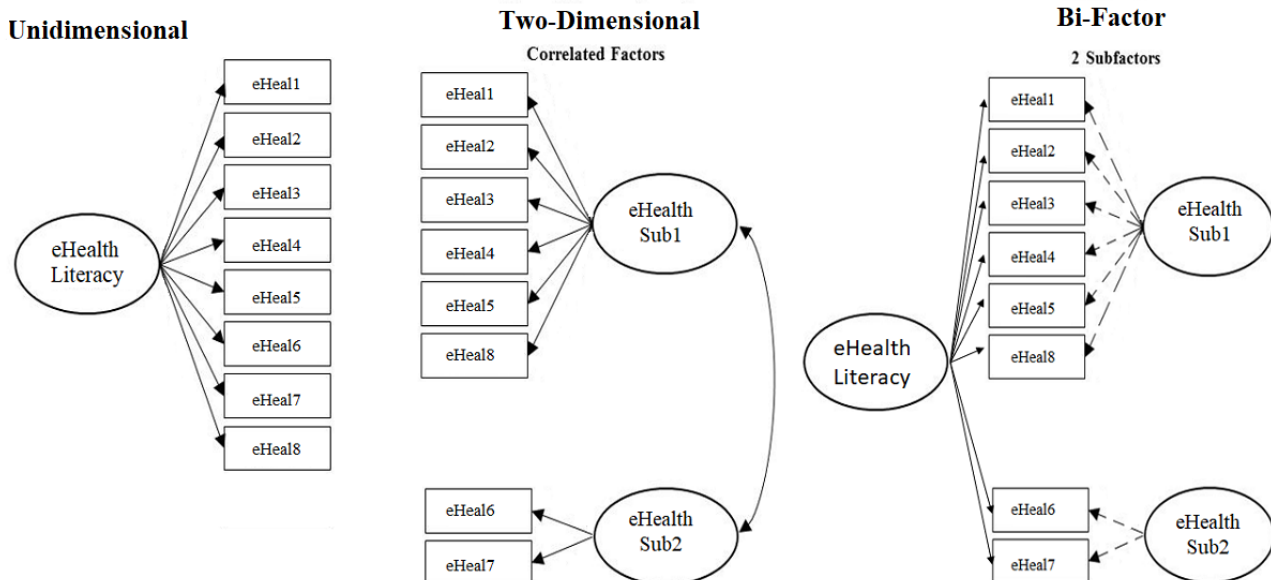 Unidimensional
eHealth
Literacy
eHeal1
eHeal2
eHeal3
eHeal4
eHeal5
eHeal6
eHeal7
eHeal8
Two-Dimensional
Correlated Factors
eHeal1
eHeal2
eHeal3
eHeal4
eHeal5
eHeal8
eHealth
Sub1
eHeal6
eHeal7
eHealth
Sub2
Bi-Factor
2 Subfactors
eHealth
Literacy
eHeal1
eHeal2
eHeal3
eHeal4
eHeal5
eHeal8
eHealth
Sub1
eHeal6
eHeal7
eHealth
Sub2